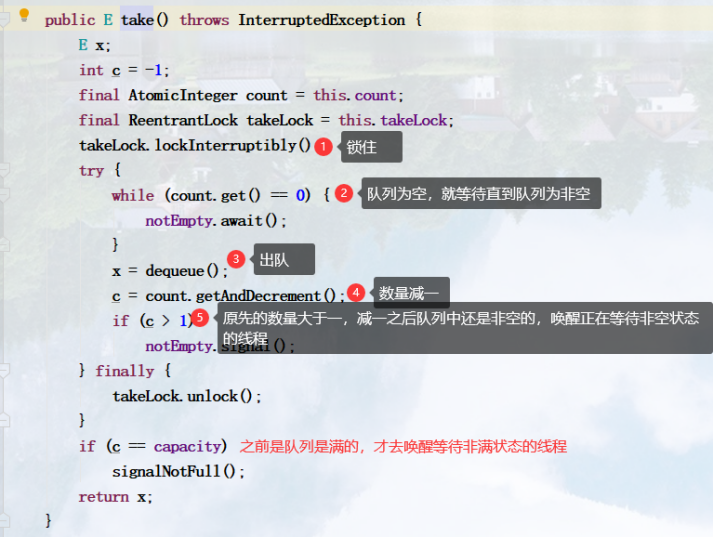 public E take() throws InterruptedException {
E x;
int c = -1;
final AtomicInteger count = this.count;
final ReentrantLock takeLock = this.takeLock;
takeLock.lockInterruptibly() 1 锁住
try {
while (count.get() == 0) { 2 队列为空，就等待直到队列为非空
notEmpty.await();
}
x = dequeue(); 3 出队
c = count.getAndDecrement(); 4 数量减一
if (c > 1) 5 原先的数量大于一，减一之后队列中还是非空的，唤醒正在等待非空状态
的线程
notEmpty.signal();
} finally {
takeLock.unlock();
}
if (c == capacity) 之前是队列是满的，才去唤醒等待非满状态的线程
signalNotFull();
return x;
}